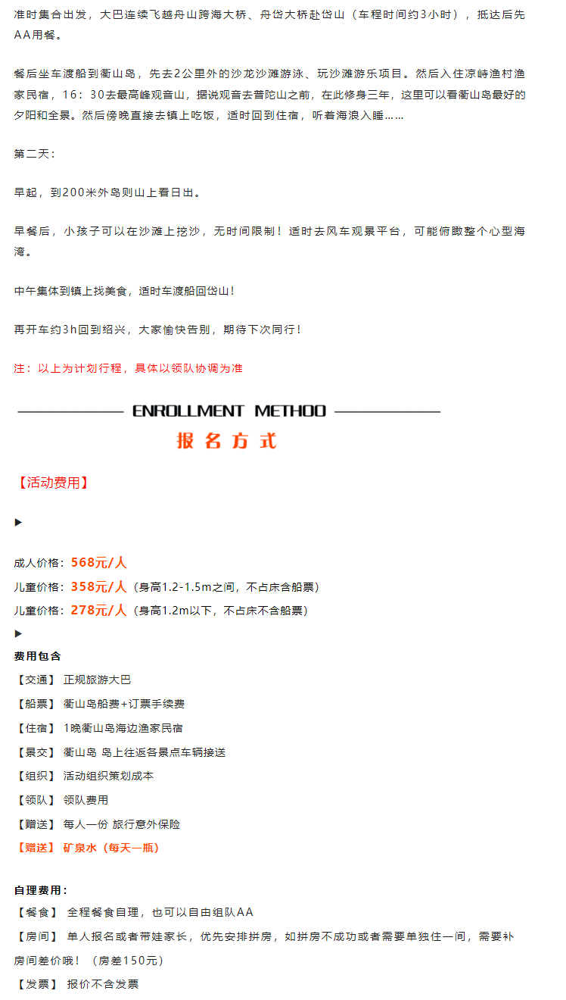 准时集合出发，大巴连续飞越舟山跨海大桥、舟岱大桥赴岱山（车程时间约3小时），抵达后先
AA用餐。
餐后坐车渡船到衢山岛，先去2公里外的沙龙沙滩游泳、玩沙滩游乐项目。然后入住凉峙渔村渔
家民宿，16：30去最高峰观音山，据说观音去普陀山之前，在此修身三年，这里可以看衢山岛最好的
夕阳和全景。然后傍晚直接去镇上吃饭，适时回到住宿，听着海浪入睡……
第二天：
早起，到200米外岛则山上看日出。
早餐后，小孩子可以在沙滩上挖沙，无时间限制！适时去风车观景平台，可能俯瞰整个心型海
湾。
中午集体到镇上找美食，适时车渡船回岱山！
再开车约3h回到绍兴，大家愉快告别，期待下次同行！
注：以上为计划行程，具体以领队协调为准
ENROLLMENT METHOD
报名方式
【活动费用】
▶
成人价格：568元/人
儿童价格：358元/人（身高1.2-1.5m之间，不占床含船票）
儿童价格：278元/人（身高1.2m以下，不占床不含船票）
▶
费用包含
【交通】 正规旅游大巴
【船票】 衢山岛船费+订票手续费
【住宿】 1晚衢山岛海边渔家民宿
【景交】 衢山岛 岛上往返各景点车辆接送
【组织】 活动组织策划成本
【领队】 领队费用
【赠送】 每人一份 旅行意外保险
【赠送】 矿泉水（每天一瓶）
自理费用：
【餐食】 全程餐食自理，也可以自由组队AA
【房间】 单人报名或者带娃家长，优先安排拼房，如拼房不成功或者需要单独住一间，需要补
房间差价哦！（房差150元）
【发票】 报价不含发票